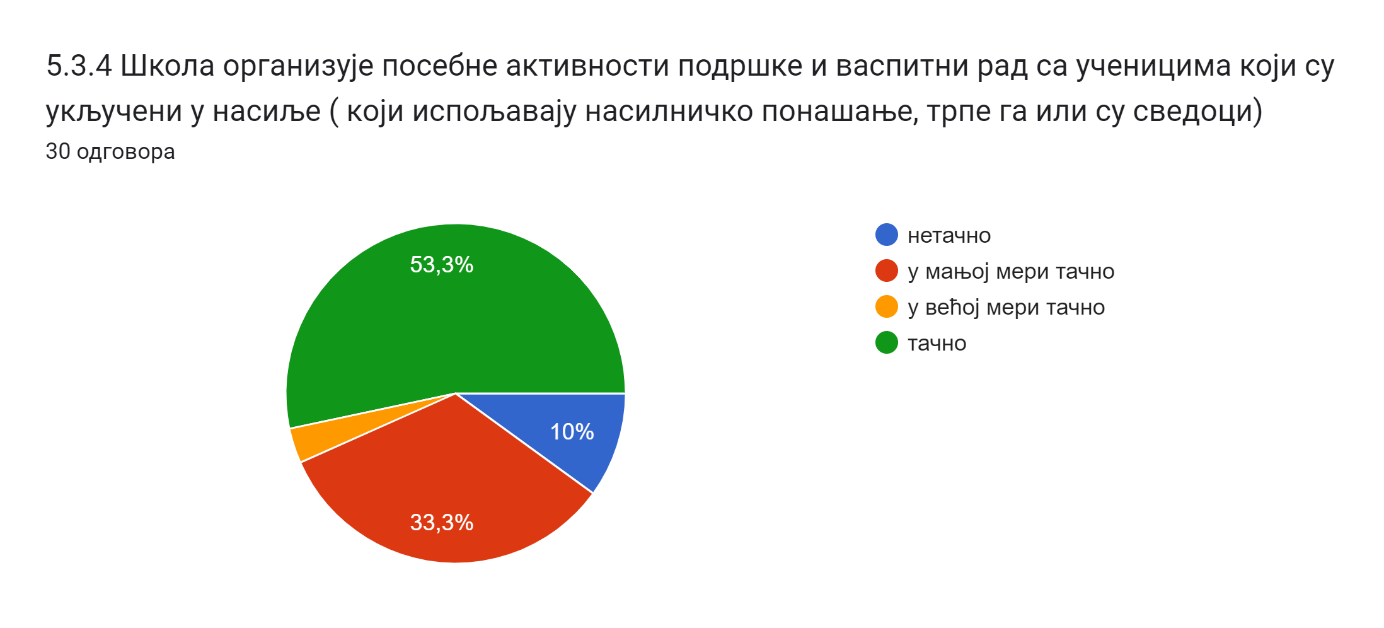 5.3.4 Школа организује посебне активности подршке и васпитни рад са ученицима који су
укључени у насиље ( који испољавају насилничко понашање, трпе га или су сведоци)
30 одговора
53,3%
10%
33,3%
нетачно
у мањој мери тачно
у већој мери тачно
тачно